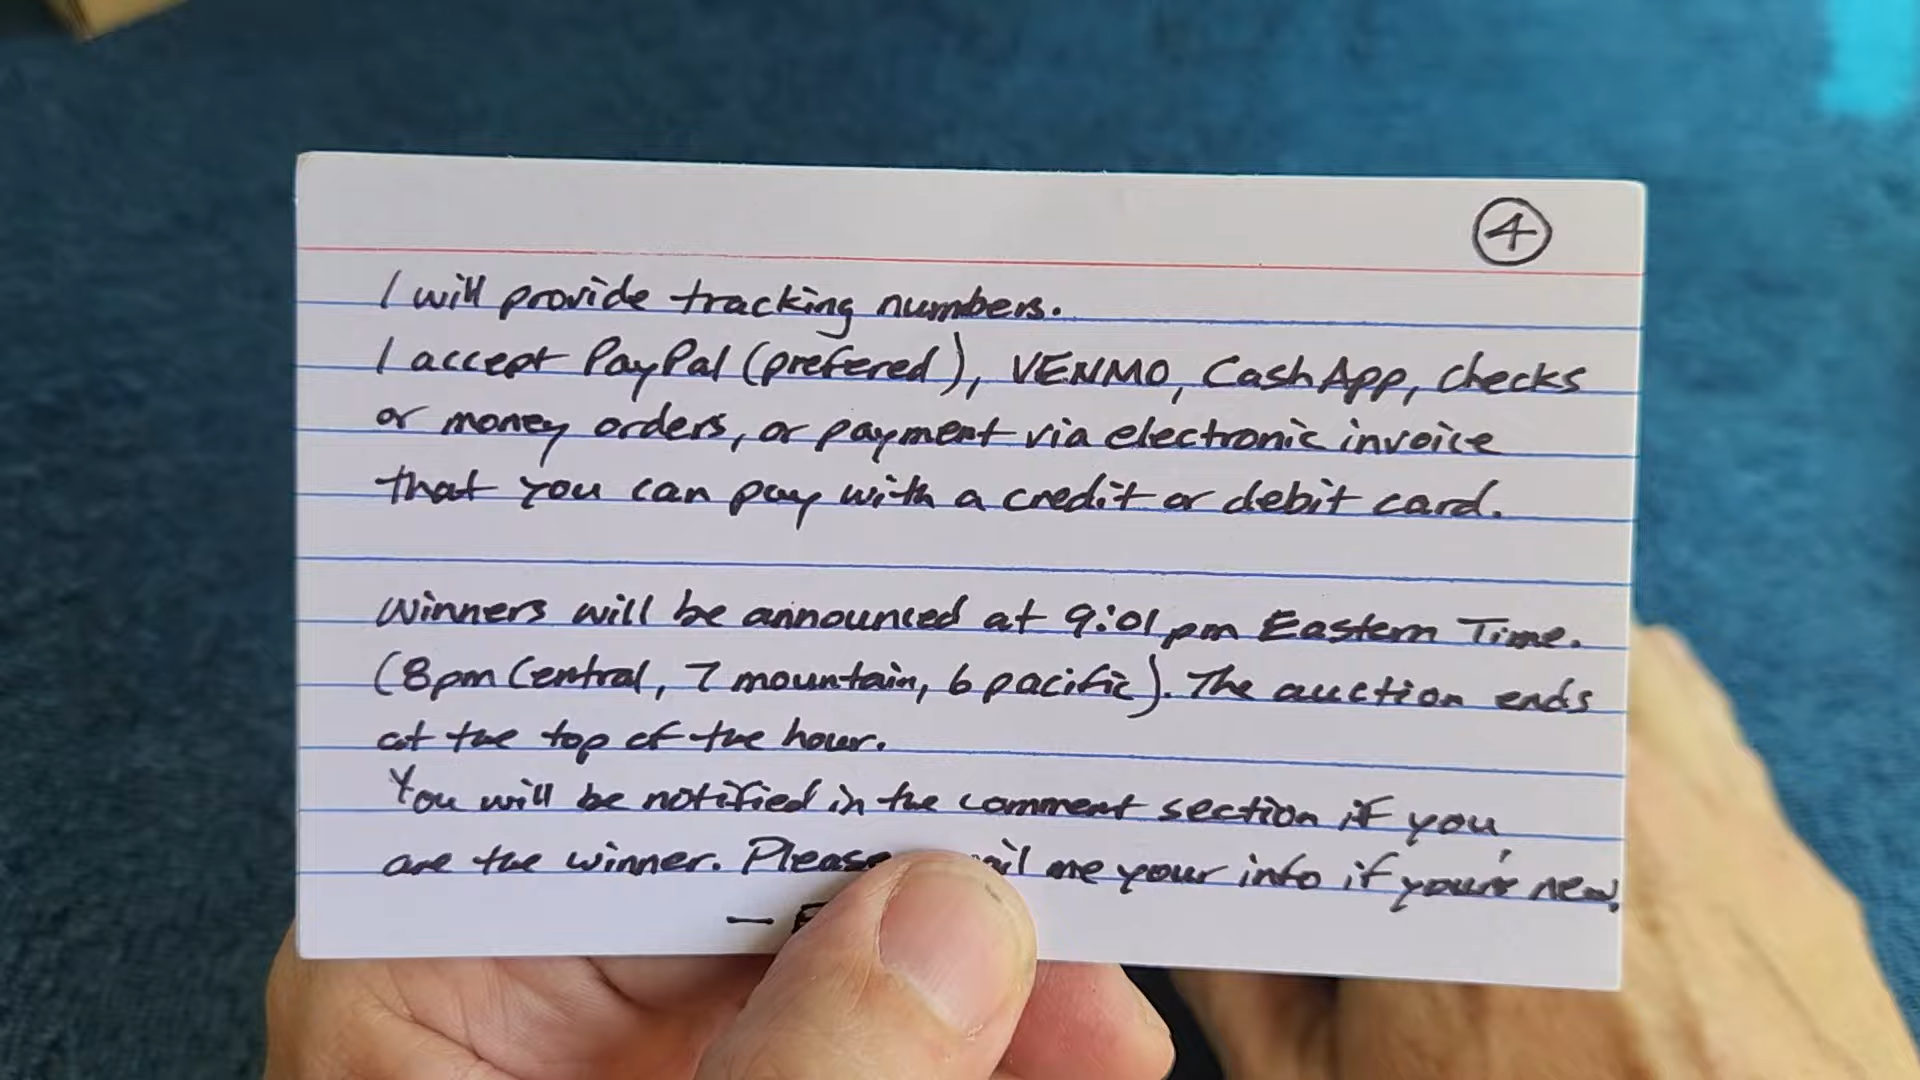 4
I will provide tracking numbers.
I accept PayPal (prefered), VENMO, CashApp, checks
or money orders, or payment via electronic invoice
that you can pay with a credit or debit card.
Winners will be announced at 9:01 pm Eastern Time.
(8pm Central, 7 mountain, 6 pacific). The auction ends
at the top of the hour.
You will be notified in the comment section if you
are the winner. Please me your info if you're new.